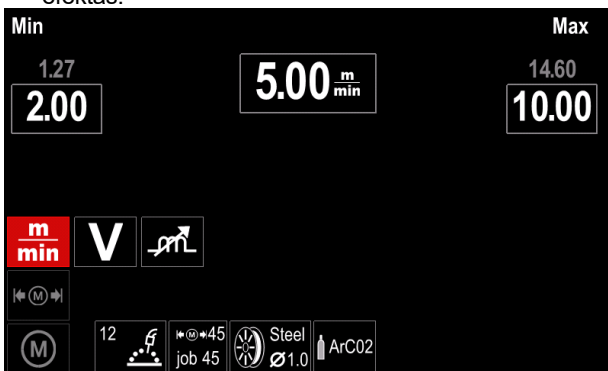 Min Max
1.27 14.60
2.00 5.00 m/min 10.00
m/min V
M
M 12 M 45 job 45 Steel Ø1.0 ArC02